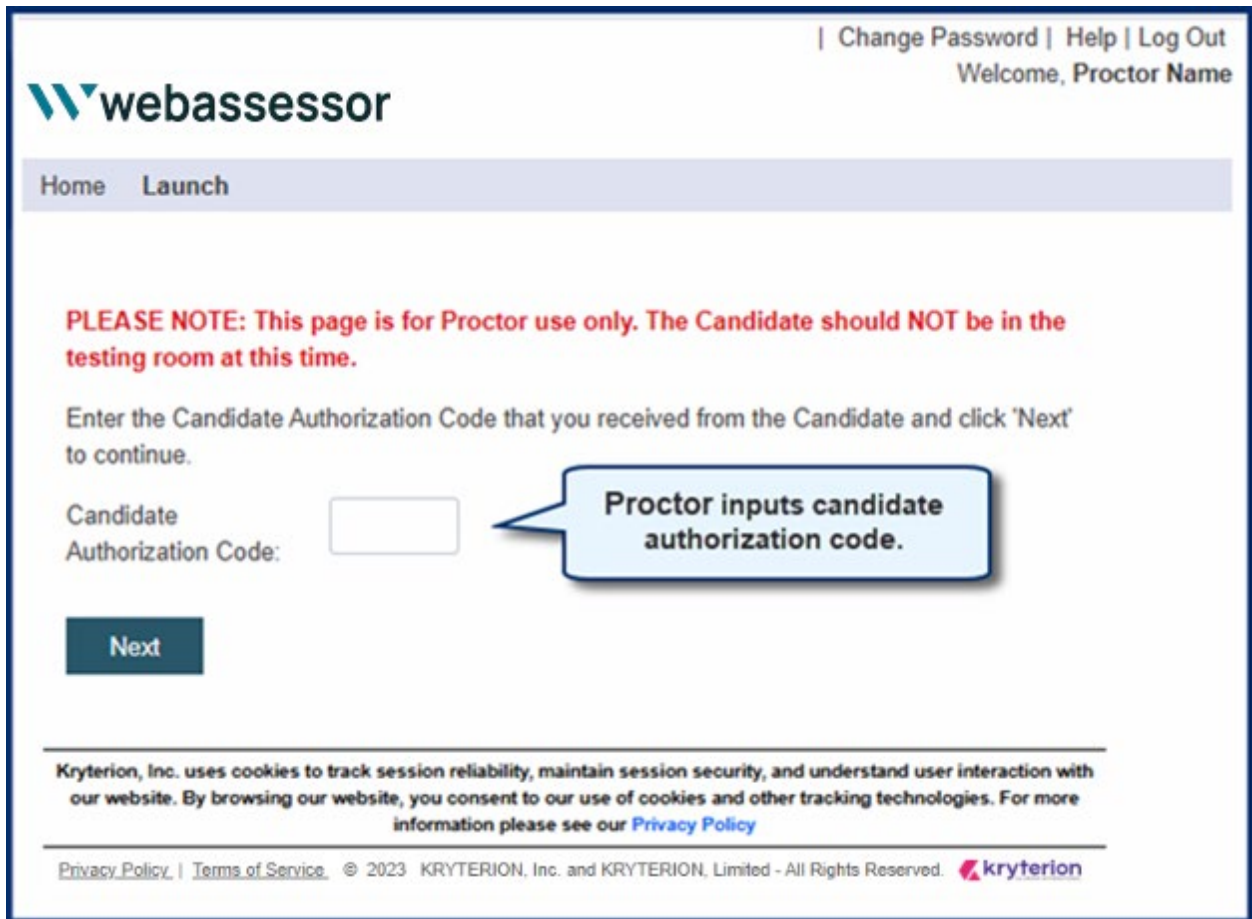 | Change Password | Help | Log Out
Welcome, Proctor Name
webassessor
Home Launch
PLEASE NOTE: This page is for Proctor use only. The Candidate should NOT be in the
testing room at this time.
Enter the Candidate Authorization Code that you received from the Candidate and click 'Next'
to continue.
Candidate
Authorization Code:
Proctor inputs candidate
authorization code.
Next
Kryterion, Inc. uses cookies to track session reliability, maintain session security, and understand user interaction with
our website. By browsing our website, you consent to our use of cookies and other tracking technologies. For more
information please see our Privacy Policy
Privacy Policy | Terms of Service © 2023 KRYTERION, Inc. and KRYTERION, Limited - All Rights Reserved. kryterion